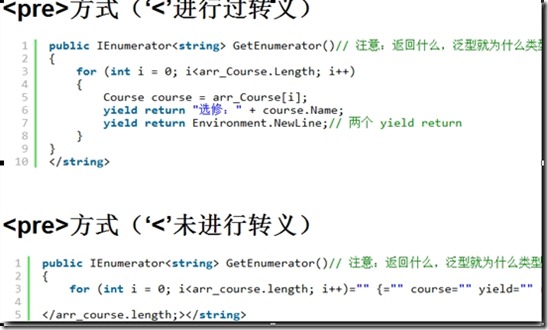 <pre>方式（‘<’进行过转义）
1 public IEnumerator<string> GetEnumerator()// 注意：返回什么，泛型就为什么类型
2 {
3 for (int i = 0; i<arr_Course.Length; i++)
4 {
5 Course course = arr_Course[i];
6 yield return "选修：" + course.Name;
7 yield return Environment.NewLine;// 两个 yield return
8 }
9 }
10 </string>
<pre>方式（‘<’未进行转义）
1 public IEnumerator<string> GetEnumerator()// 注意：返回什么，泛型就为什么类型
2 {
3 for (int i = 0; i<arr_course.length; i++)="" {="" course="" yield=""
4
5 </arr_course.length;></string>